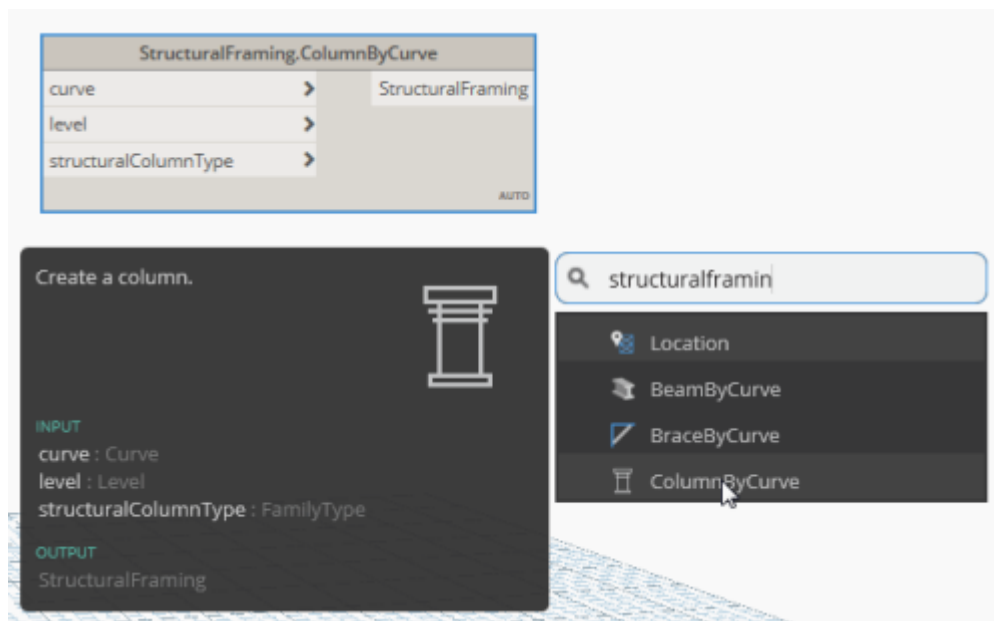 StructuralFraming.ColumnByCurve
curve > StructuralFraming
level >
structuralColumnType >
AUTO
Create a column.
INPUT
curve : Curve
level : Level
structuralColumnType : FamilyType
OUTPUT
StructuralFraming
structuralframin
Location
BeamByCurve
BraceByCurve
ColumnByCurve